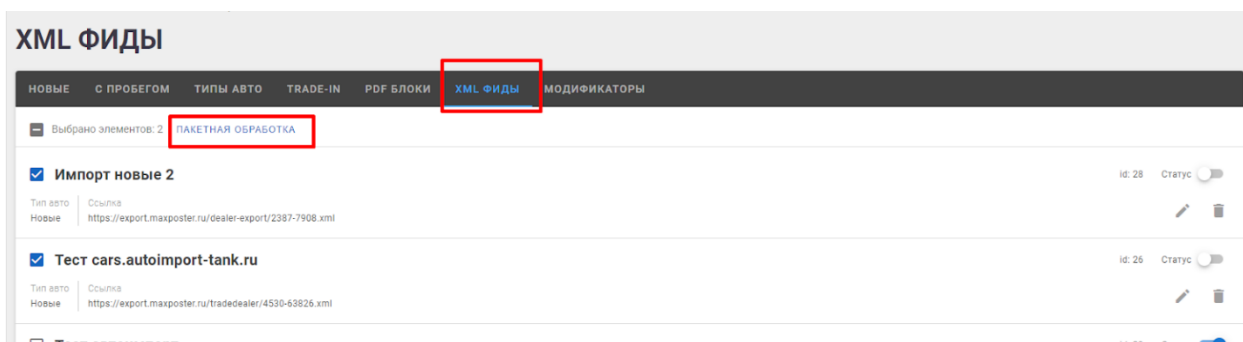 XML ФИДЫ
НОВЫЕ С ПРОБЕГОМ ТИПЫ АВТО TRADE-IN PDF БЛОКИ XML ФИДЫ МОДИФИКАТОРЫ
Выбрано элементов: 2 ПАКЕТНАЯ ОБРАБОТКА
Импорт новые 2 id: 28 Статус
Тип авто Ссылка
Новые https://export.maxposter.ru/dealer-export/2387-7908.xml
Тест cars.autoimport-tank.ru id: 26 Статус
Тип авто Ссылка
Новые https://export.maxposter.ru/tradedealer/4530-63826.xml